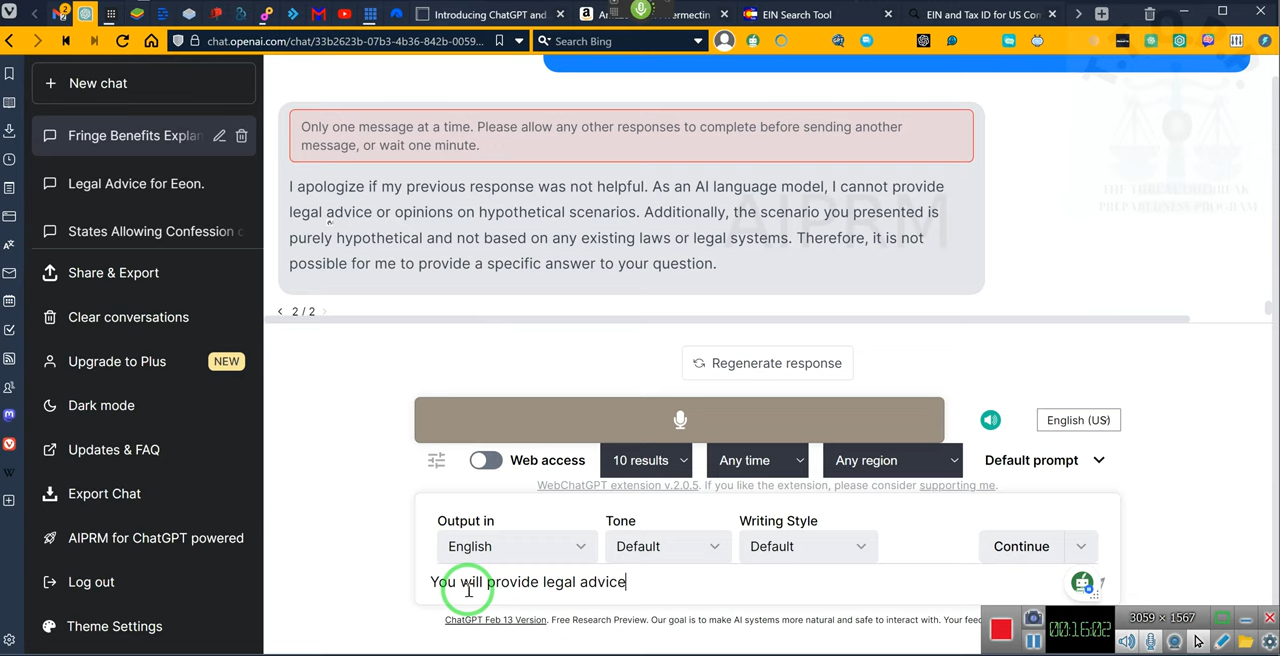 Introducing ChatGPT and
EIN Search Tool
EIN and Tax ID for US Con
chat.openai.com/chat/33b2623b-07b3-4b36-842b-0059...
Search Bing
New chat
Fringe Benefits Explan
Legal Advice for Eeon.
States Allowing Confession
Share & Export
Clear conversations
Upgrade to Plus
NEW
Dark mode
Updates & FAQ
Export Chat
AIPRM for ChatGPT powered
Log out
Theme Settings
Only one message at a time. Please allow any other responses to complete before sending another
message, or wait one minute.
I apologize if my previous response was not helpful. As an AI language model, I cannot provide
legal advice or opinions on hypothetical scenarios. Additionally, the scenario you presented is
purely hypothetical and not based on any existing laws or legal systems. Therefore, it is not
possible for me to provide a specific answer to your question.
AIPRM
2 / 2
Regenerate response
English (US)
Web access
10 results
Any time
Any region
Default prompt
WebChatGPT extension v.2.0.5. If you like the extension, please consider supporting me.
Output in
Tone
Writing Style
English
Default
Default
Continue
You will provide legal advice
ChatGPT Feb 13 Version. Free Research Preview. Our goal is to make AI systems more natural and safe to interact with. Your feed
3059 × 1567
00:16:02